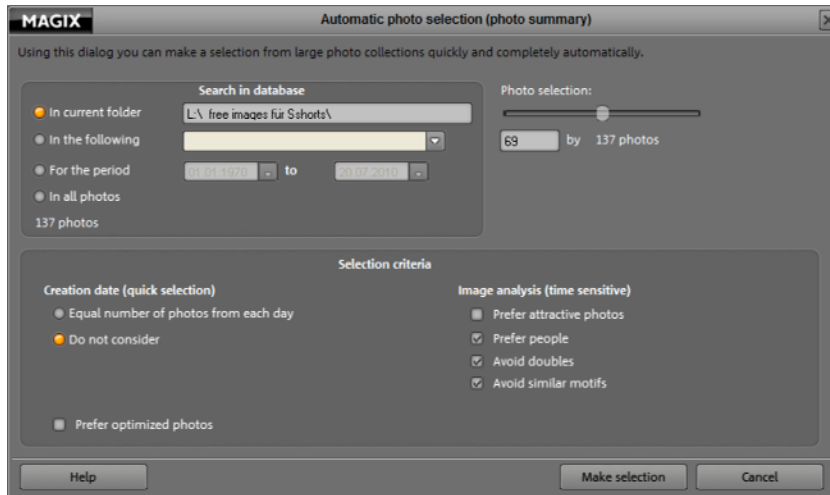 MAGIX
Automatic photo selection (photo summary)
Using this dialog you can make a selection from large photo collections quickly and completely automatically.
Search in database
In current folder
L:\ free images für Sshorts\
In the following
For the period
01.01.1970
to
20.07.2010
In all photos
137 photos
Photo selection:
69 by 137 photos
Selection criteria
Creation date (quick selection)
Equal number of photos from each day
Do not consider
Prefer optimized photos
Image analysis (time sensitive)
Prefer attractive photos
Prefer people
Avoid doubles
Avoid similar motifs
Help
Make selection
Cancel